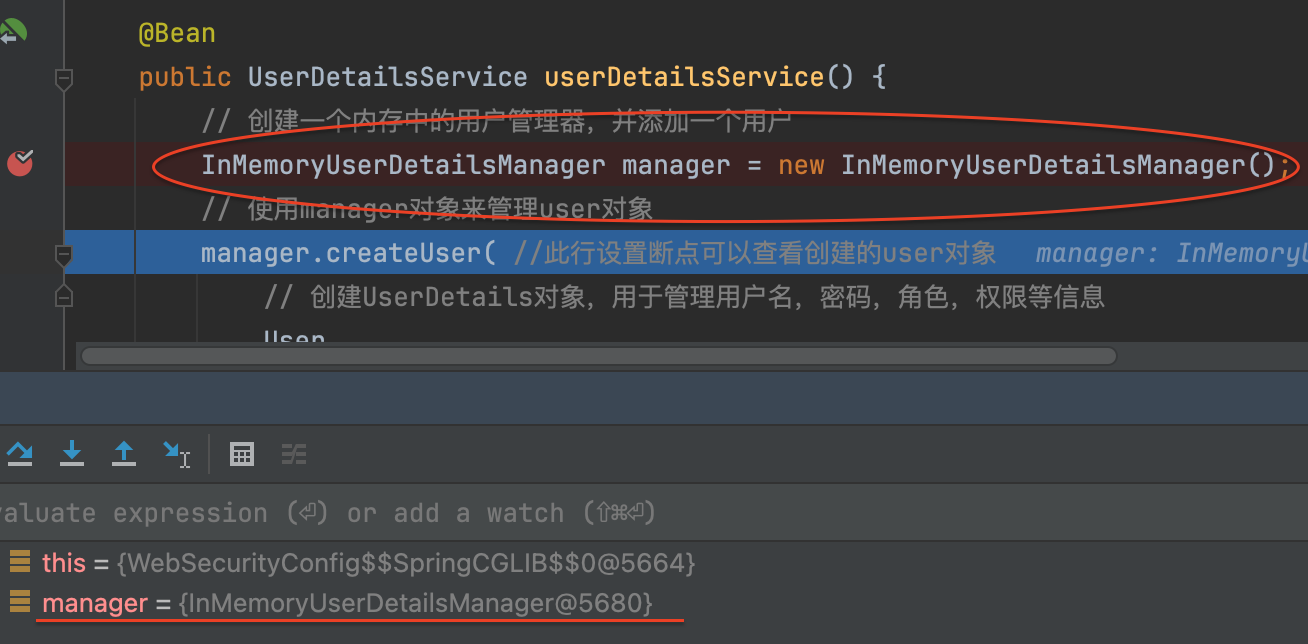 @Bean
public UserDetailsService userDetailsService() {
// 创建一个内存中的用户管理器，并添加一个用户
InMemoryUserDetailsManager manager = new InMemoryUserDetailsManager();
// 使用manager对象来管理user对象
manager.createUser( //此行设置断点可以查看创建的user对象 manager: InMemory
// 创建UserDetails对象，用于管理用户名，密码，角色，权限等信息
User
valuate expression (⏎) or add a watch (⇧⌘⏎)
this = {WebSecurityConfig$$SpringCGLIB$$0@5664}
manager = {InMemoryUserDetailsManager@5680}